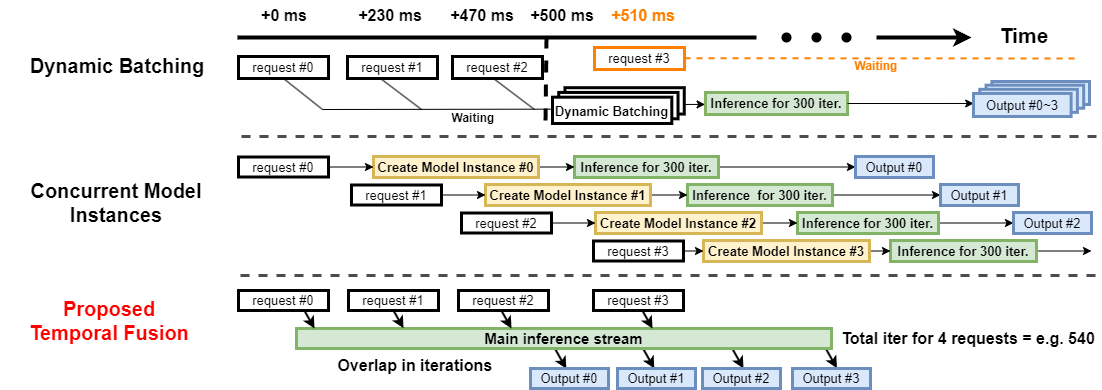 +0 ms
+230 ms
+470 ms
+500 ms
+510 ms
Time
Dynamic Batching
request #0
request #1
request #2
request #3
Waiting
Waiting
Dynamic Batching
Inference for 300 iter.
Output #0~3
Concurrent Model
Instances
request #0
Create Model Instance #0
Inference for 300 iter.
Output #0
request #1
Create Model Instance #1
Inference for 300 iter.
Output #1
request #2
Create Model Instance #2
Inference for 300 iter.
Output #2
request #3
Create Model Instance #3
Inference for 300 iter.
Proposed
Temporal Fusion
request #0
request #1
request #2
request #3
Main inference stream
Total iter for 4 requests = e.g. 540
Overlap in iterations
Output #0
Output #1
Output #2
Output #3